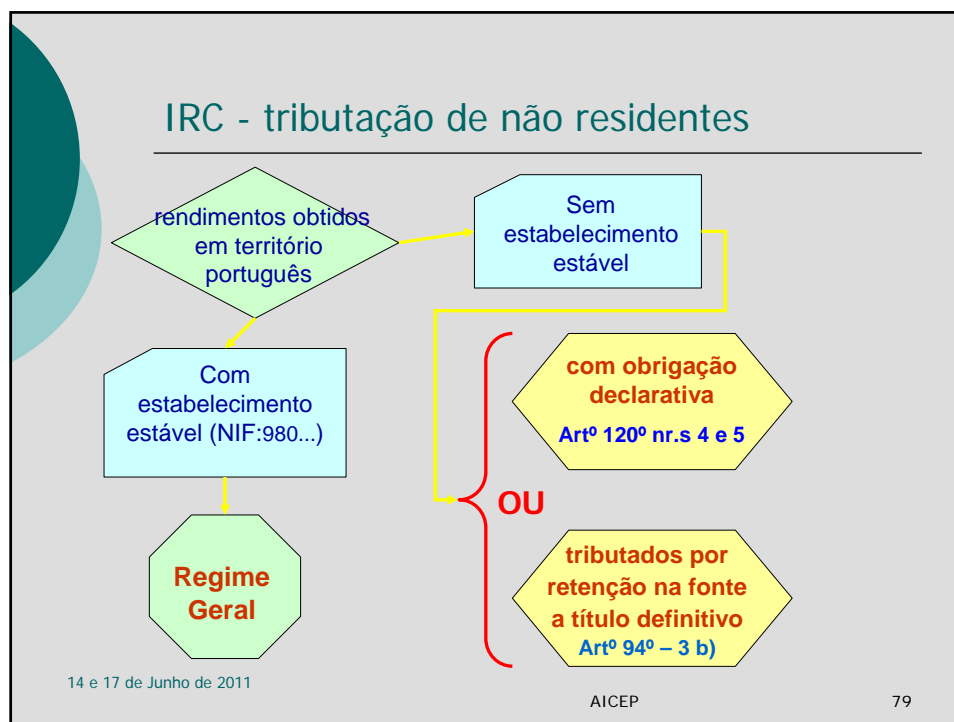 IRC - tributação de não residentes
rendimentos obtidos
em território
português
Sem
estabelecimento
estável
Com
estabelecimento
estável (NIF:980...)
Regime
Geral
OU
com obrigação
declarativa
Artº 120º nr.s 4 e 5
tributados por
retenção na fonte
a título definitivo
Artº 94º – 3 b)
14 e 17 de Junho de 2011
AICEP
79